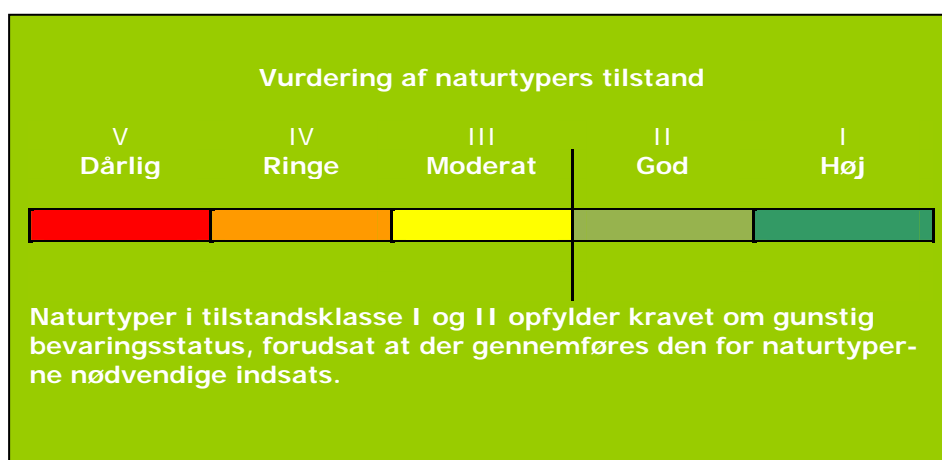 Vurdering af naturtypers tilstand
V IV III II I
Dårlig Ringe Moderat God Høj
Naturtyper i tilstandsklasse I og II opfylder kravet om gunstig
bevaringsstatus, forudsat at der gennemføres den for naturtyper-
ne nødvendige indsats.